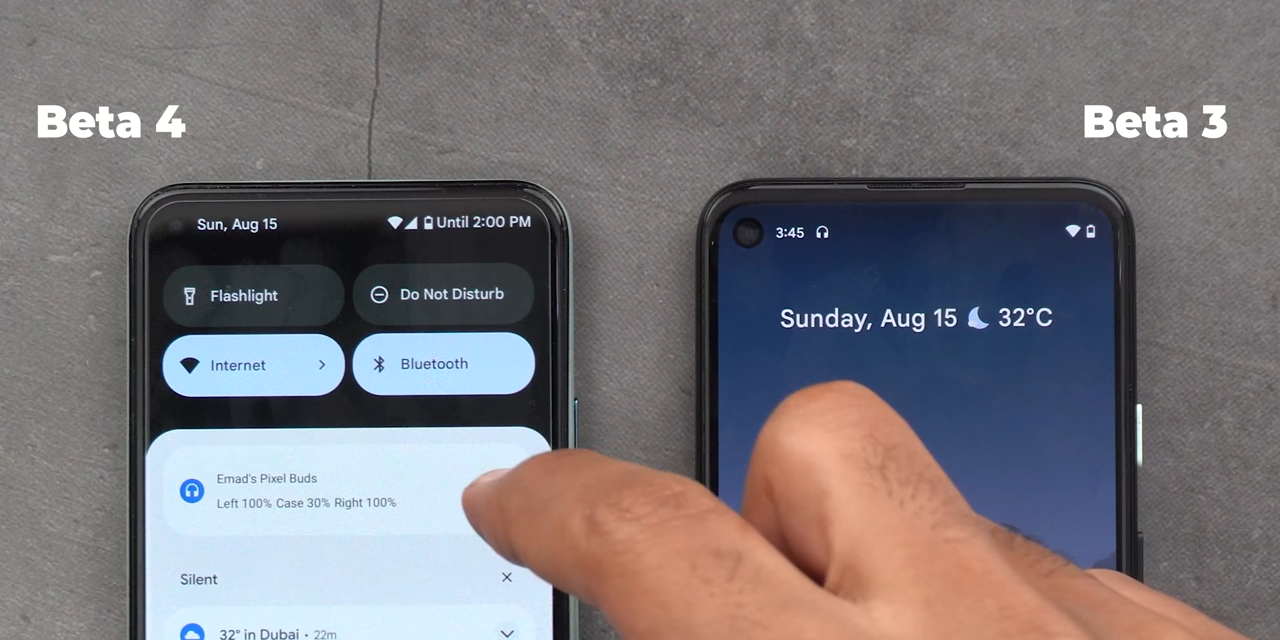 Beta 4
Beta 3
Sun, Aug 15
Until 2:00 PM
Flashlight
Do Not Disturb
Internet
Bluetooth
Emad's Pixel Buds
Left 100% Case 30% Right 100%
Silent
32° in Dubai • 22m
3:45
Sunday, Aug 15 32°C